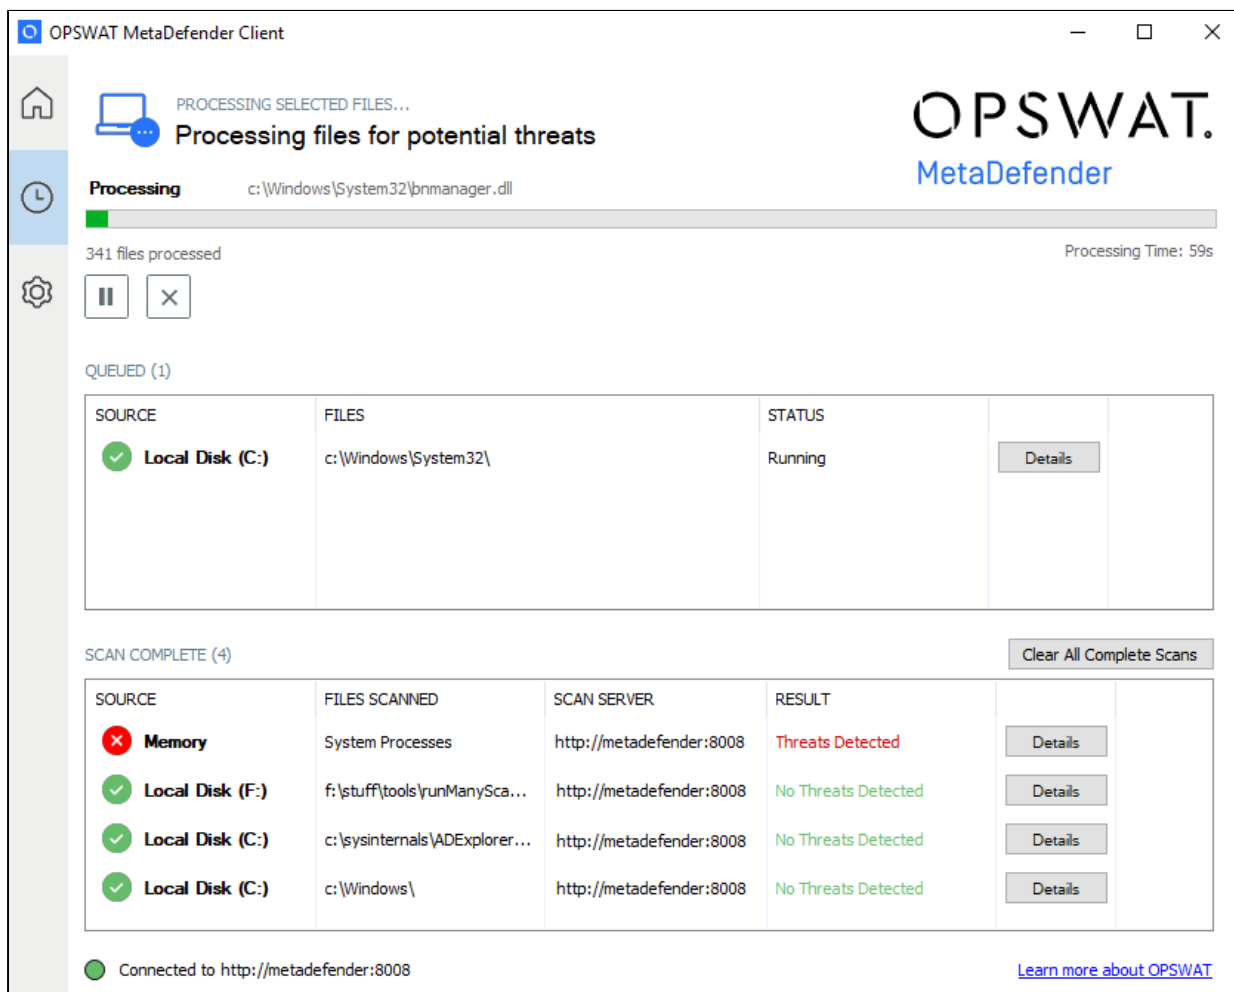 OPSWAT MetaDefender Client
PROCESSING SELECTED FILES...
Processing files for potential threats
OPSWAT.
MetaDefender
Processing c:\Windows\System32\bnmanager.dll
341 files processed
Processing Time: 59s
QUEUED (1)
SOURCE FILES STATUS
Local Disk (C:) c:\Windows\System32\ Running Details
SCAN COMPLETE (4)
Clear All Complete Scans
SOURCE FILES SCANNED SCAN SERVER RESULT
Memory System Processes http://metadefender:8008 Threats Detected Details
Local Disk (F:) f:\stuff\tools\runManySca... http://metadefender:8008 No Threats Detected Details
Local Disk (C:) c:\sysinternals\ADExplorer... http://metadefender:8008 No Threats Detected Details
Local Disk (C:) c:\Windows\ http://metadefender:8008 No Threats Detected Details
Connected to http://metadefender:8008
Learn more about OPSWAT